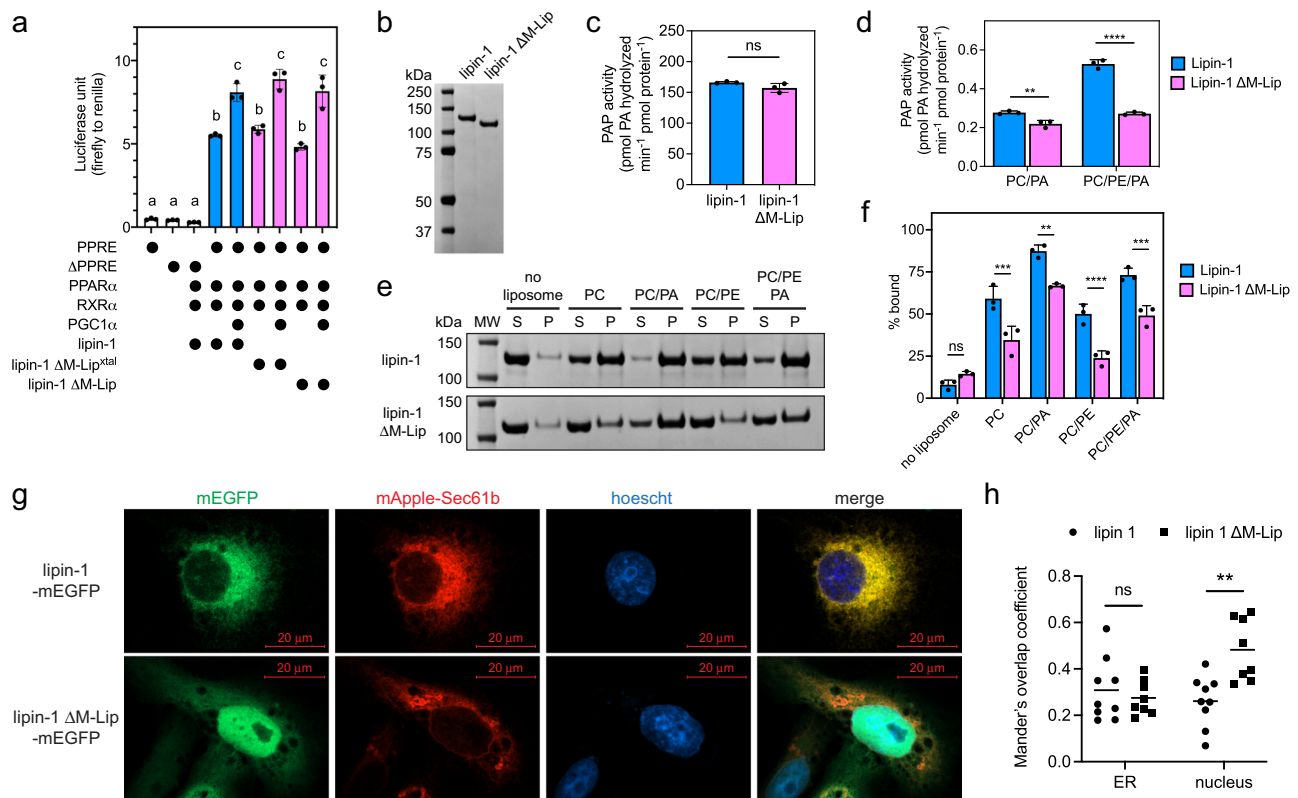 a
Luciferase unit
(firefly to renilla)
10
5
0
a a a b c b c b c
PPRE
ΔPPRE
PPARα
RXRα
PGC1α
lipin-1
lipin-1 ΔM-Lipxtal
lipin-1 ΔM-Lip
b
kDa
lipin-1
lipin-1 ΔM-Lip
250
150
100
75
50
37
c
PAP activity
(pmol PA hydrolyzed
min-1 pmol protein-1)
200
150
100
50
0
ns
lipin-1
lipin-1
ΔM-Lip
d
PAP activity
(pmol PA hydrolyzed
min-1 pmol protein-1)
0.6
0.4
0.2
0.0
**
****
PC/PA
PC/PE/PA
Lipin-1
Lipin-1 ΔM-Lip
e
no
liposome
PC
PC/PA
PC/PE
PC/PE
PA
kDa MW S P S P S P S P S P
lipin-1
150
100
lipin-1
ΔM-Lip
150
100
f
% bound
100
75
50
25
0
ns
***
**
****
***
no liposome
PC
PC/PA
PC/PE
PC/PE/PA
Lipin-1
Lipin-1 ΔM-Lip
g
mEGFP
mApple-Sec61b
hoescht
merge
lipin-1
-mEGFP
20 μm
20 μm
20 μm
20 μm
lipin-1 ΔM-Lip
-mEGFP
20 μm
20 μm
20 μm
20 μm
h
lipin 1
lipin 1 ΔM-Lip
Mander's overlap coefficient
0.8
0.6
0.4
0.2
0.0
ns
**
ER
nucleus